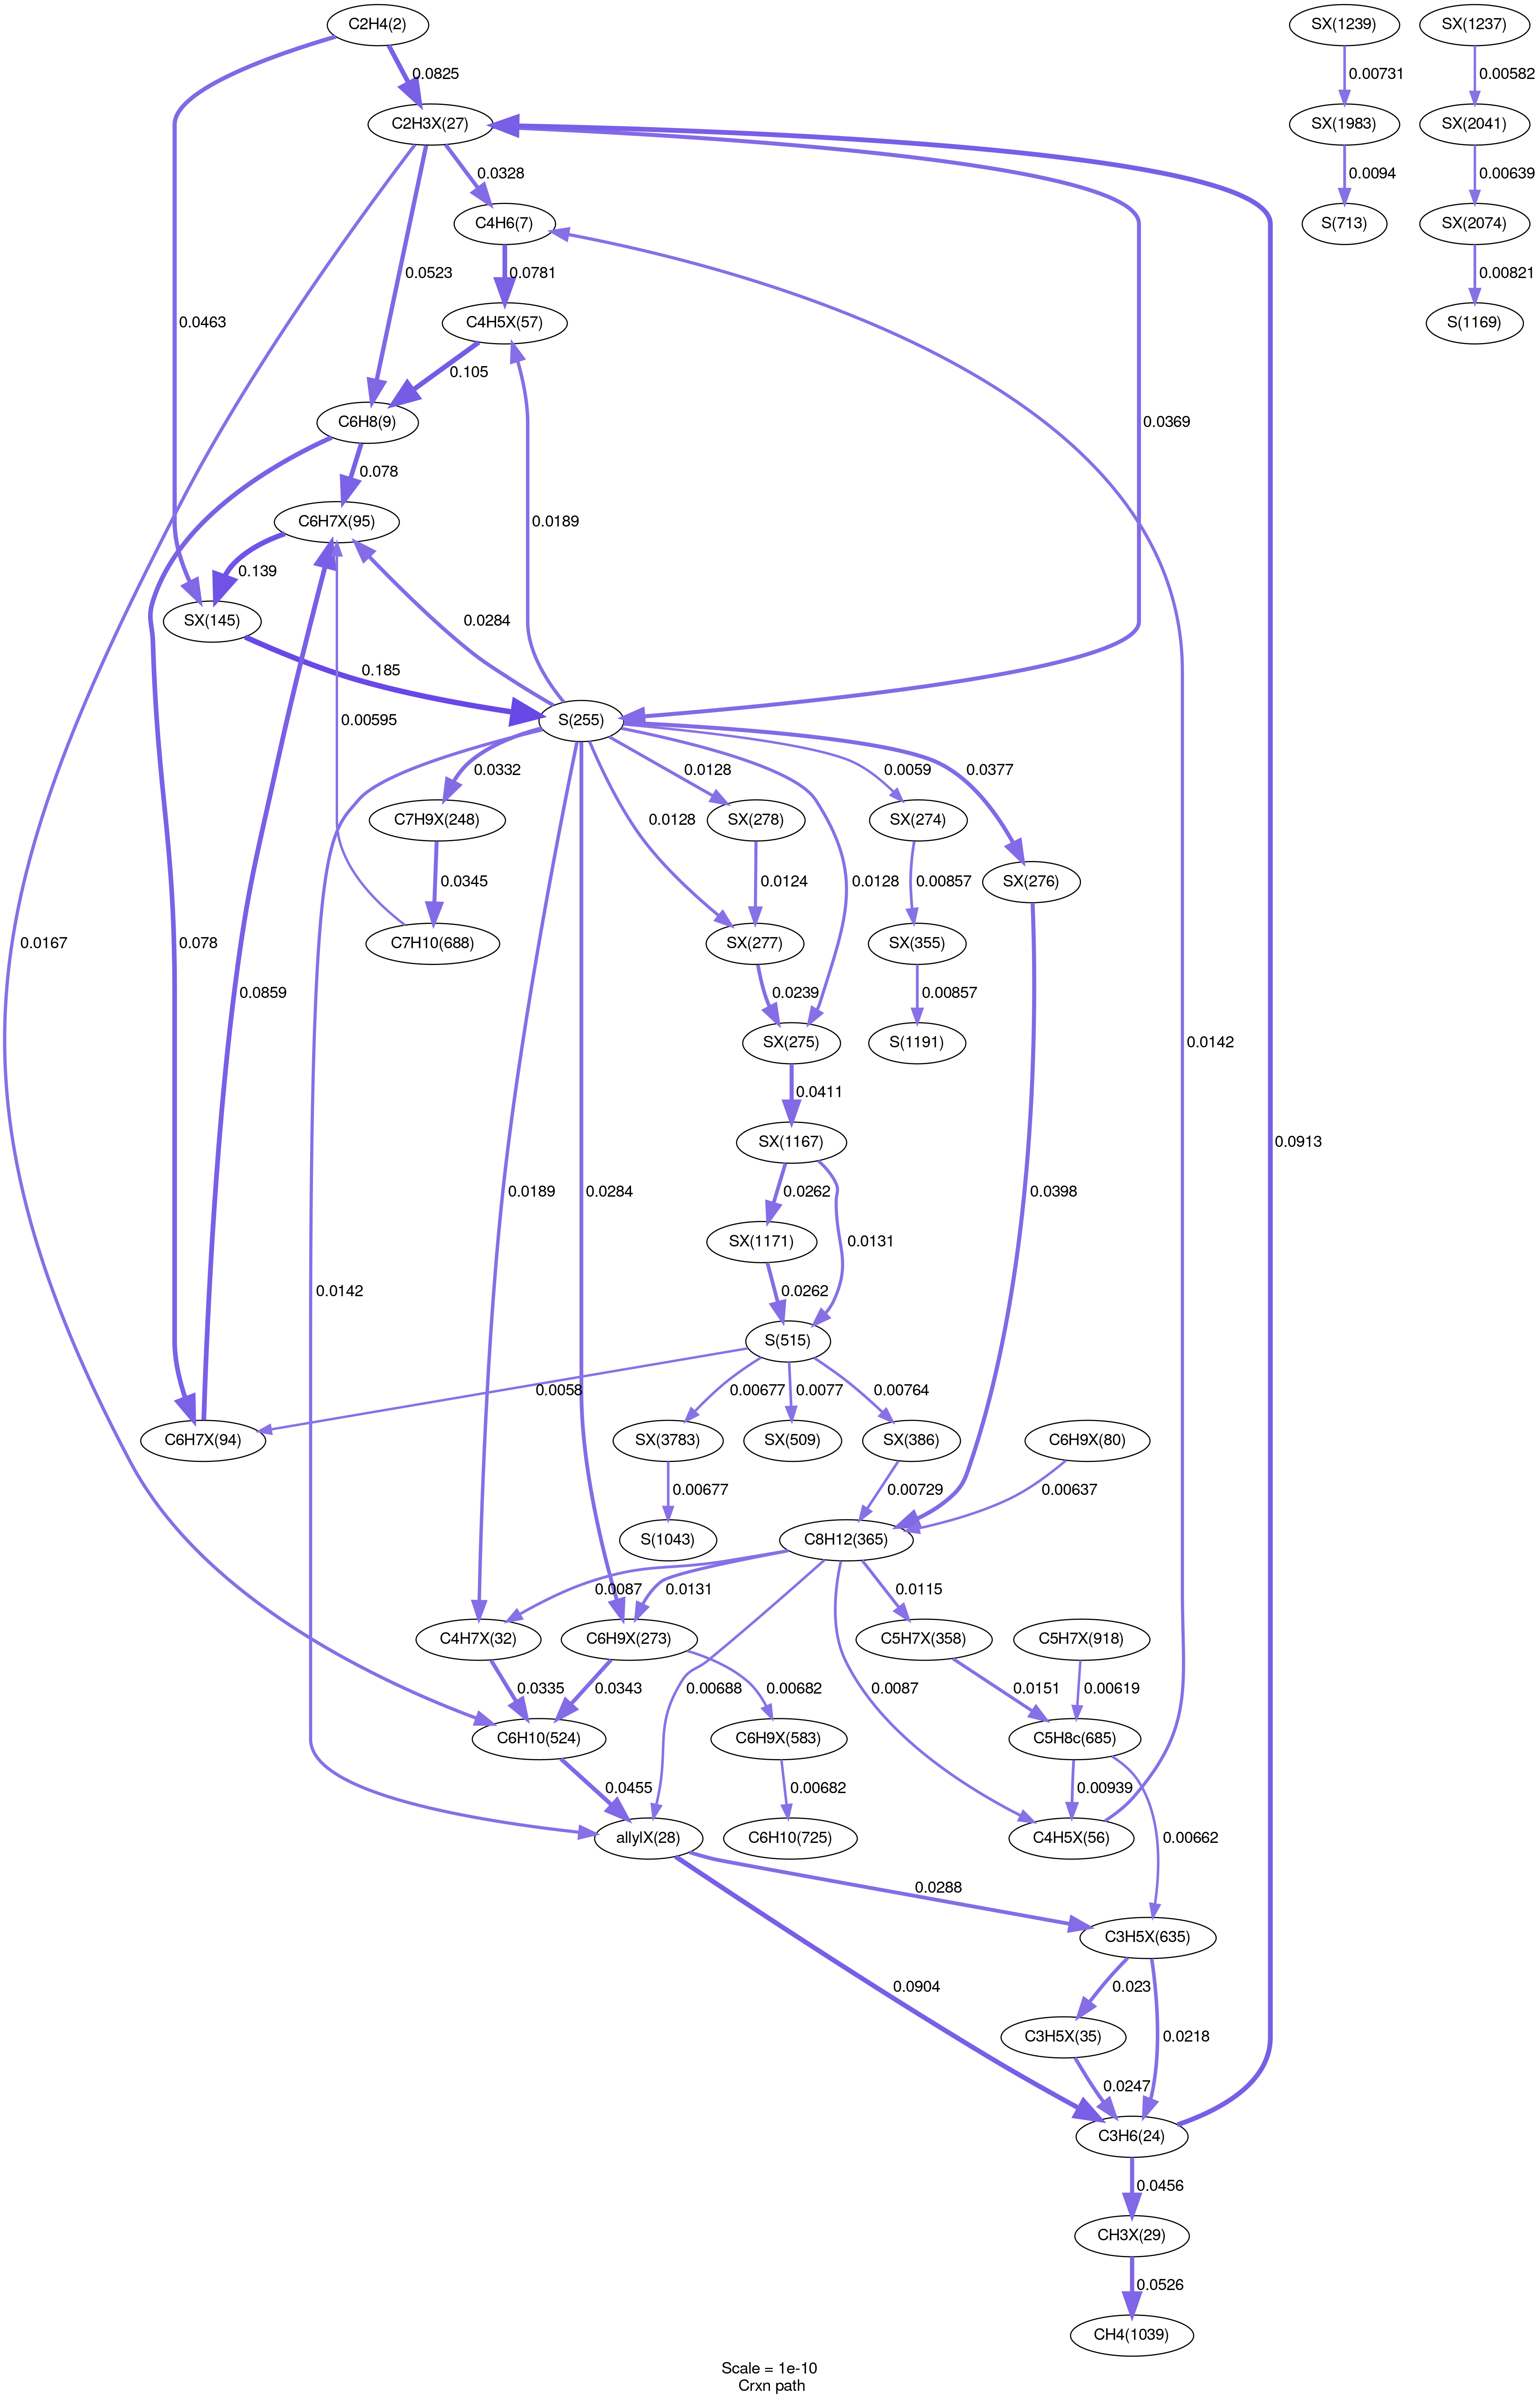 C2H4(2)
SX(1239)
SX(1237)
0.0825
0.00731
0.00582
C2H3X(27)
SX(1983)
SX(2041)
0.0328
0.0094
0.00639
C4H6(7)
S(713)
SX(2074)
0.0523
0.0781
0.00821
0.0463
C4H5X(57)
S(1169)
0.105
C6H8(9)
0.0369
0.078
C6H7X(95)
0.0189
0.139
0.0284
SX(145)
0.185
0.00595
S(255)
0.0332
0.0128
0.0059
0.0377
C7H9X(248)
0.0128
SX(278)
SX(274)
0.0345
0.0124
0.0128
0.00857
SX(276)
0.0167
0.078
C7H10(688)
SX(277)
SX(355)
0.0859
0.0239
0.00857
SX(275)
S(1191)
0.0142
0.0411
SX(1167)
0.0913
0.0189
0.0284
0.0262
0.0398
SX(1171)
0.0131
0.0142
0.0262
S(515)
0.0058
0.00677
0.0077
0.00764
C6H7X(94)
SX(3783)
SX(509)
SX(386)
C6H9X(80)
0.00677
0.00729
0.00637
S(1043)
C8H12(365)
0.0087
0.0131
0.0115
C4H7X(32)
C6H9X(273)
C5H7X(358)
C5H7X(918)
0.0335
0.0343
0.00682
0.00688
0.0087
0.0151
0.00619
C6H10(524)
C6H9X(583)
C5H8c(685)
0.0455
0.00682
0.00939
allylX(28)
C6H10(725)
C4H5X(56)
0.00662
0.0288
C3H5X(635)
0.0904
0.023
C3H5X(35)
0.0218
0.0247
C3H6(24)
0.0456
CH3X(29)
0.0526
CH4(1039)
Scale = 1e-10
Crxn path